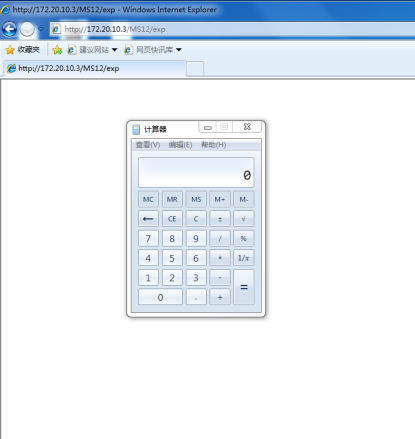 http://172.20.10.3/MS12/exp - Windows Internet Explorer
http://172.20.10.3/MS12/exp
收藏夹 建议网站 网页快讯库
http://172.20.10.3/MS12/exp
计算器
查看(V) 编辑(E) 帮助(H)
0
MC MR MS M+ M-
← CE C ± √
7 8 9 / %
4 5 6 * 1/x
1 2 3 - =
0 . +